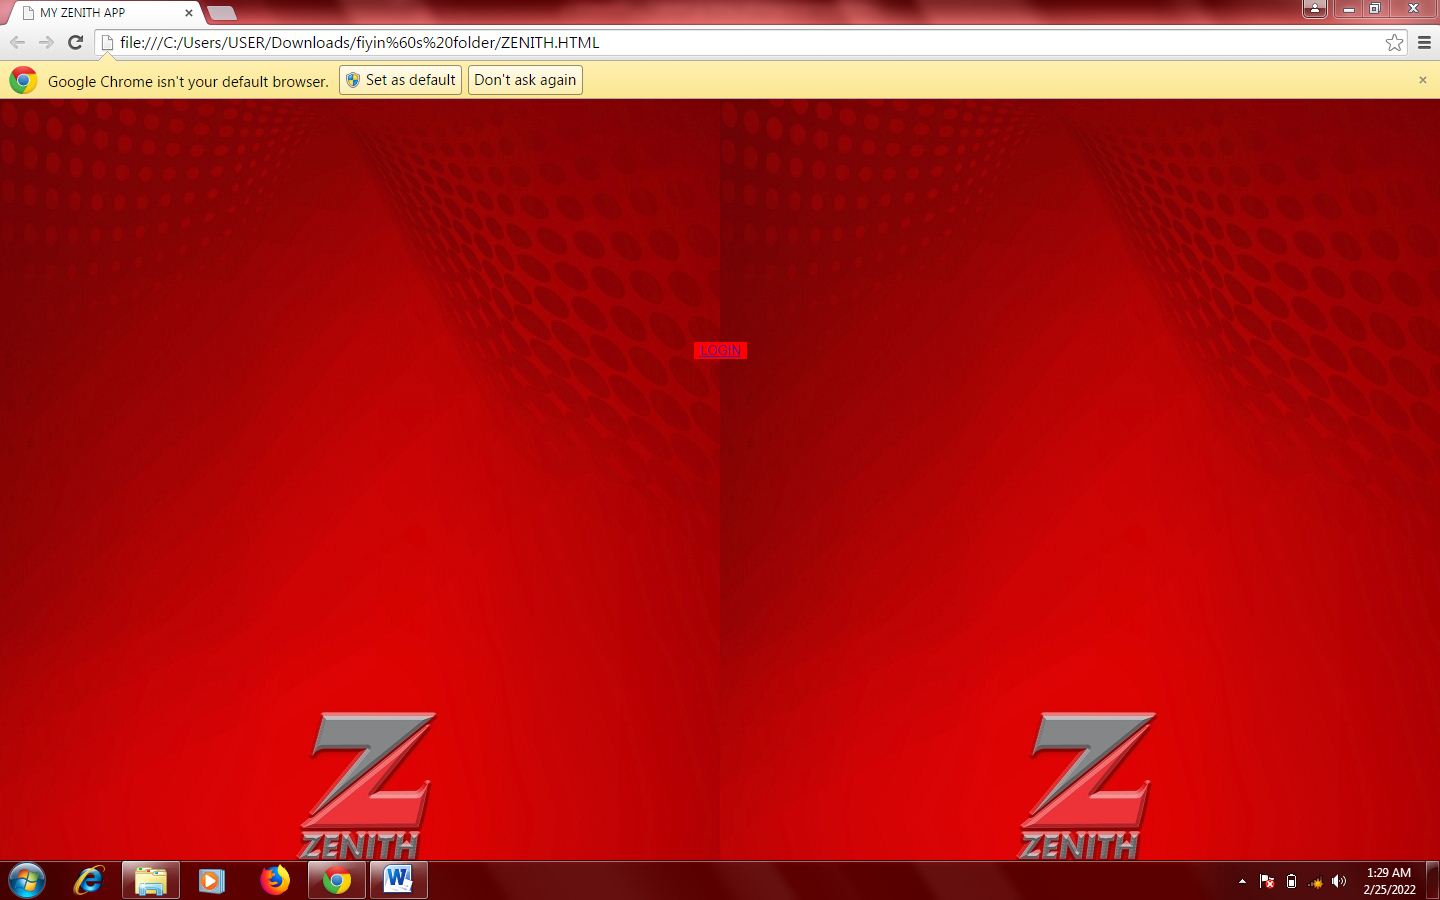 MY ZENITH APP
file:///C:/Users/USER/Downloads/fiyin%60s%20folder/ZENITH.HTML
Google Chrome isn't your default browser. Set as default Don't ask again
LOGIN
ZENITH ZENITH
1:29 AM
2/25/2022